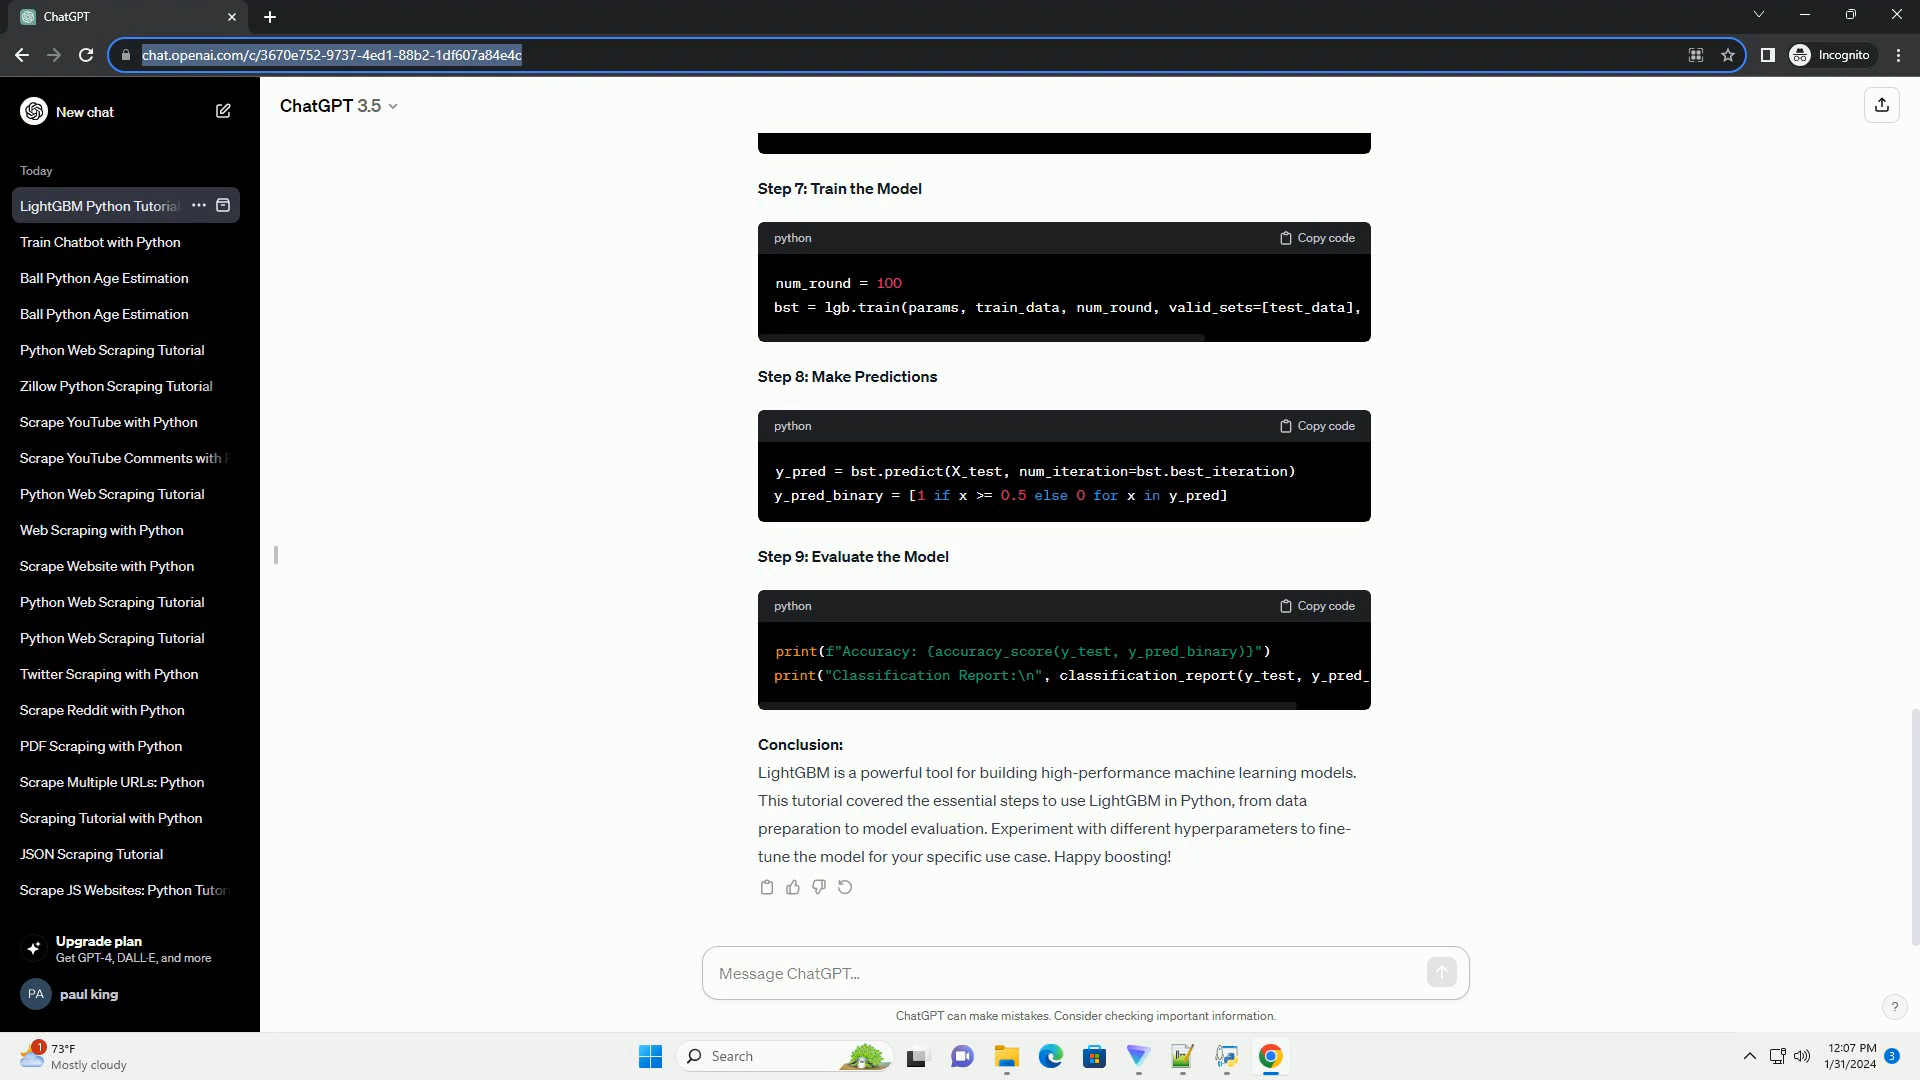 ChatGPT
chat.openai.com/c/3670e752-9737-4ed1-88b2-1df607a84e4c
Incognito
New chat
Today
LightGBM Python Tutorial
Train Chatbot with Python
Ball Python Age Estimation
Ball Python Age Estimation
Python Web Scraping Tutorial
Zillow Python Scraping Tutorial
Scrape YouTube with Python
Scrape YouTube Comments with
Python Web Scraping Tutorial
Web Scraping with Python
Scrape Website with Python
Python Web Scraping Tutorial
Python Web Scraping Tutorial
Twitter Scraping with Python
Scrape Reddit with Python
PDF Scraping with Python
Scrape Multiple URLs: Python
Scraping Tutorial with Python
JSON Scraping Tutorial
Scrape JS Websites: Python Tutor
Upgrade plan
Get GPT-4, DALL·E, and more
PA paul king
ChatGPT 3.5
Step 7: Train the Model
python Copy code
num_round = 100
bst = lgb.train(params, train_data, num_round, valid_sets=[test_data],
Step 8: Make Predictions
python Copy code
y_pred = bst.predict(X_test, num_iteration=bst.best_iteration)
y_pred_binary = [1 if x >= 0.5 else 0 for x in y_pred]
Step 9: Evaluate the Model
python Copy code
print(f"Accuracy: {accuracy_score(y_test, y_pred_binary)}")
print("Classification Report:\n", classification_report(y_test, y_pred_
Conclusion:
LightGBM is a powerful tool for building high-performance machine learning models.
This tutorial covered the essential steps to use LightGBM in Python, from data
preparation to model evaluation. Experiment with different hyperparameters to fine-
tune the model for your specific use case. Happy boosting!
Message ChatGPT...
ChatGPT can make mistakes. Consider checking important information.
?
1
73°F
Mostly cloudy
Search
12:07 PM
1/31/2024
3